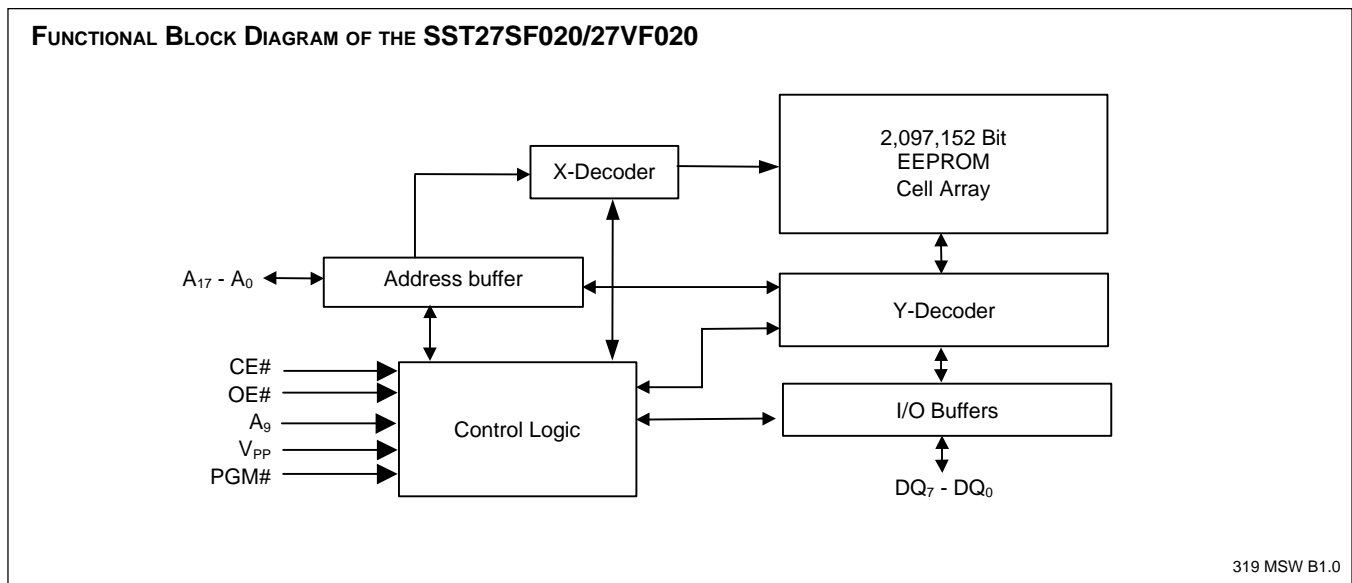 FUNCTIONAL BLOCK DIAGRAM OF THE SST27SF020/27VF020
2,097,152 Bit
EEPROM
Cell Array
X-Decoder
A17 - A0
Address buffer
Y-Decoder
CE#
OE#
A9
VPP
PGM#
Control Logic
I/O Buffers
DQ7 - DQ0
319 MSW B1.0